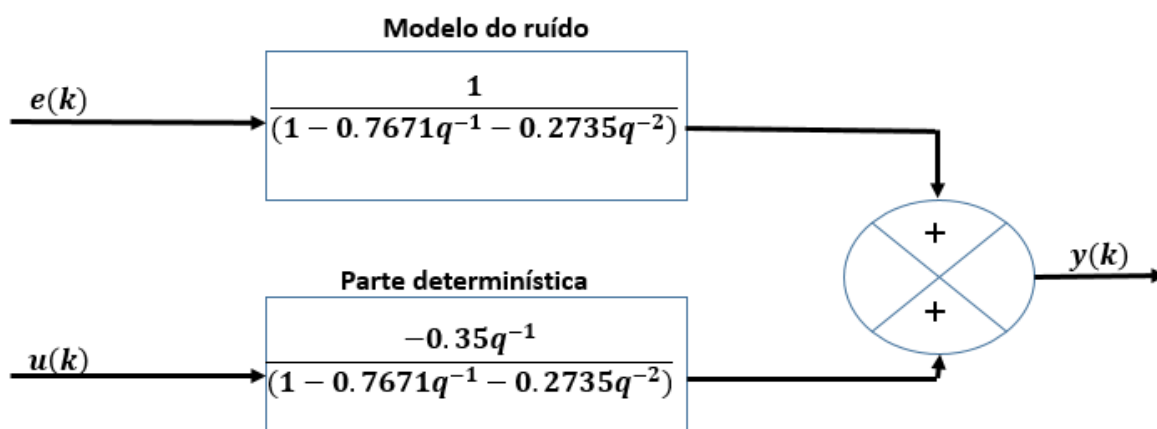 Modelo do ruído
e(k)
1
(1 − 0.7671q⁻¹ − 0.2735q⁻²)
+
y(k)
+
Parte determinística
u(k)
−0.35q⁻¹
(1 − 0.7671q⁻¹ − 0.2735q⁻²)